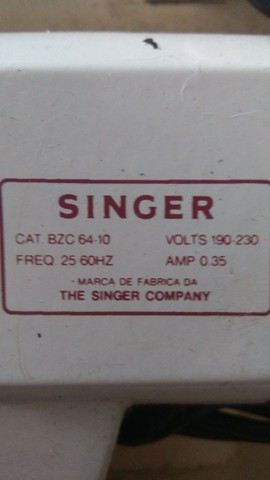 SINGER
CAT BZC 64-10 VOLTS 190-230
FREQ. 25 60HZ AMP 0.35
- MARCA DE FABRICA DA
THE SINGER COMPANY